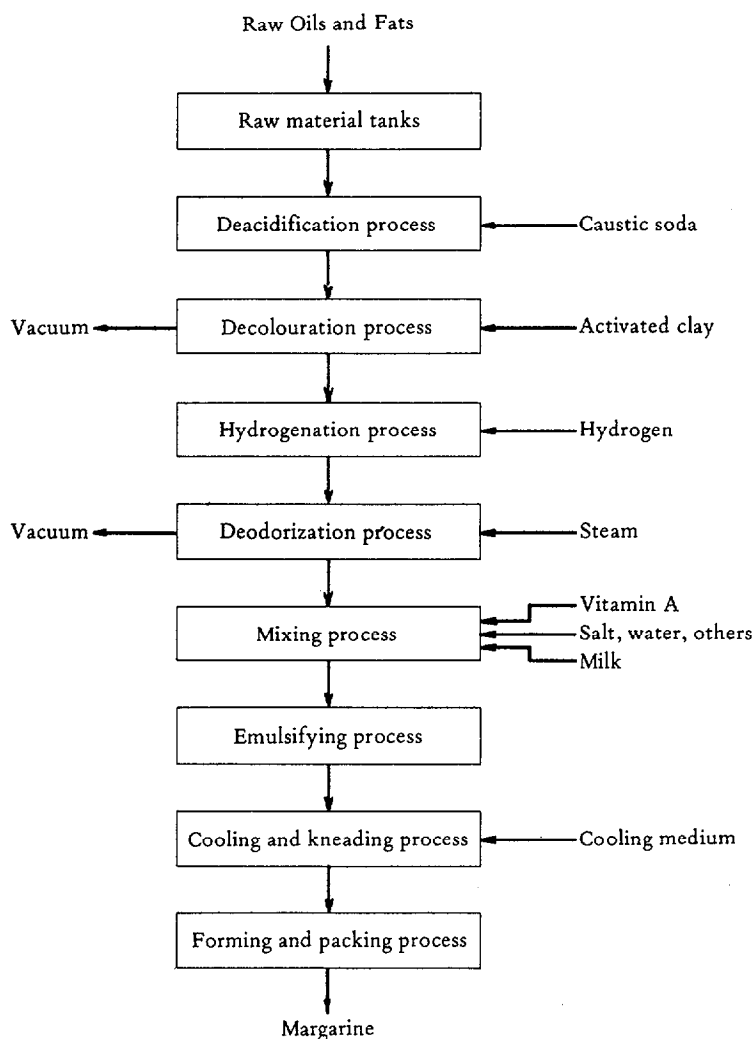 Raw Oils and Fats
Raw material tanks
Deacidification process
Caustic soda
Vacuum
Decolouration process
Activated clay
Hydrogenation process
Hydrogen
Vacuum
Deodorization process
Steam
Mixing process
Vitamin A
Salt, water, others
Milk
Emulsifying process
Cooling and kneading process
Cooling medium
Forming and packing process
Margarine